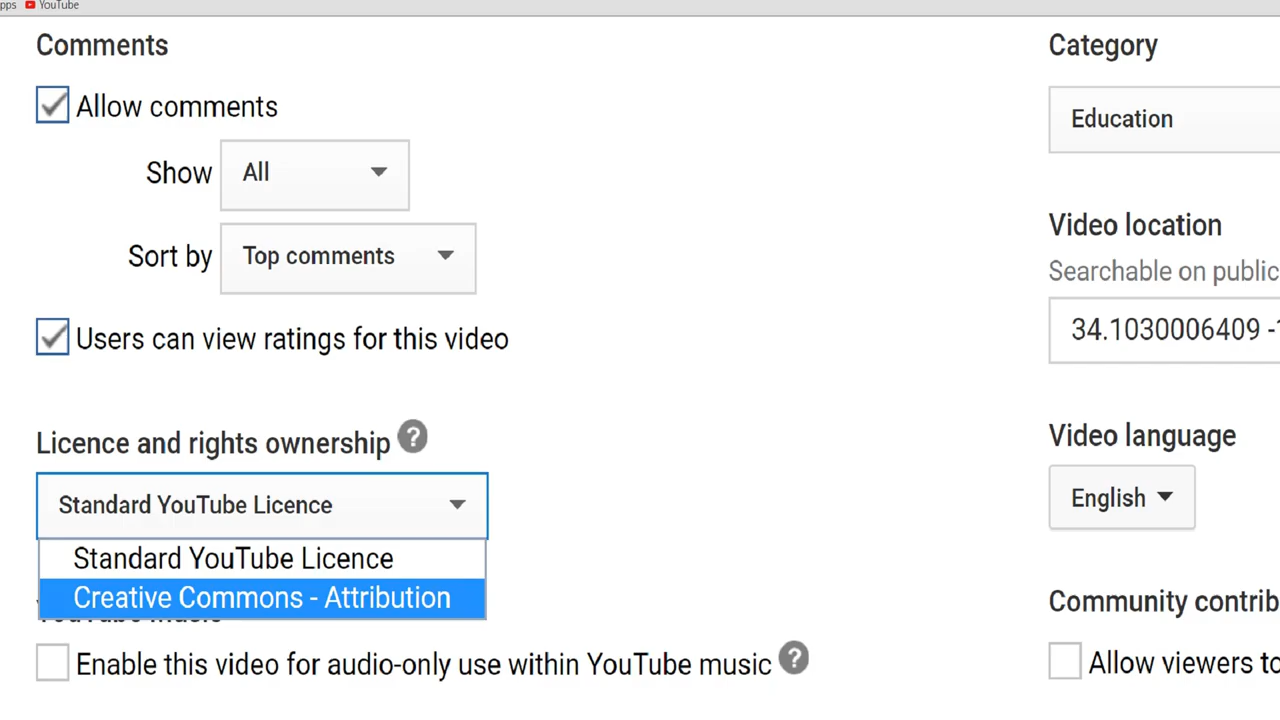 pps YouTube
Comments
Allow comments
Show All
Sort by Top comments
Users can view ratings for this video
Licence and rights ownership ?
Standard YouTube Licence
Standard YouTube Licence
Creative Commons - Attribution
Enable this video for audio-only use within YouTube music ?
Category
Education
Video location
Searchable on public
34.1030006409 -1
Video language
English
Community contrib
Allow viewers to